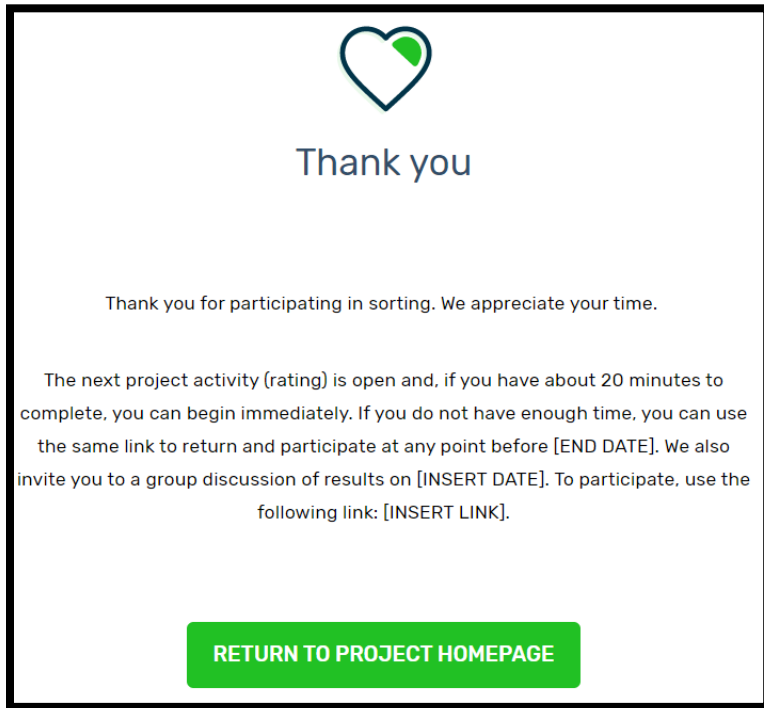 Thank you
Thank you for participating in sorting. We appreciate your time.
The next project activity (rating) is open and, if you have about 20 minutes to
complete, you can begin immediately. If you do not have enough time, you can use
the same link to return and participate at any point before [END DATE]. We also
invite you to a group discussion of results on [INSERT DATE]. To participate, use the
following link: [INSERT LINK].
RETURN TO PROJECT HOMEPAGE